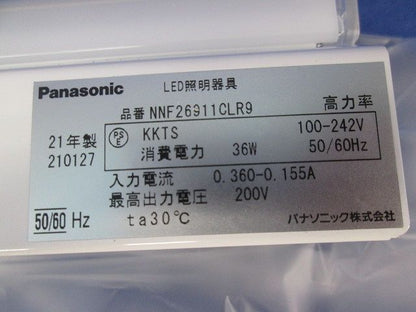 Panasonic LED照明器具
品番 NNF26911CLR9 高力率
21年製 PSE KKTS 100-242V
210127 消費電力 36W 50/60Hz
入力電流 0.360-0.155A
最高出力電圧 200V
50/60 Hz ta30℃ パナソニック株式会社